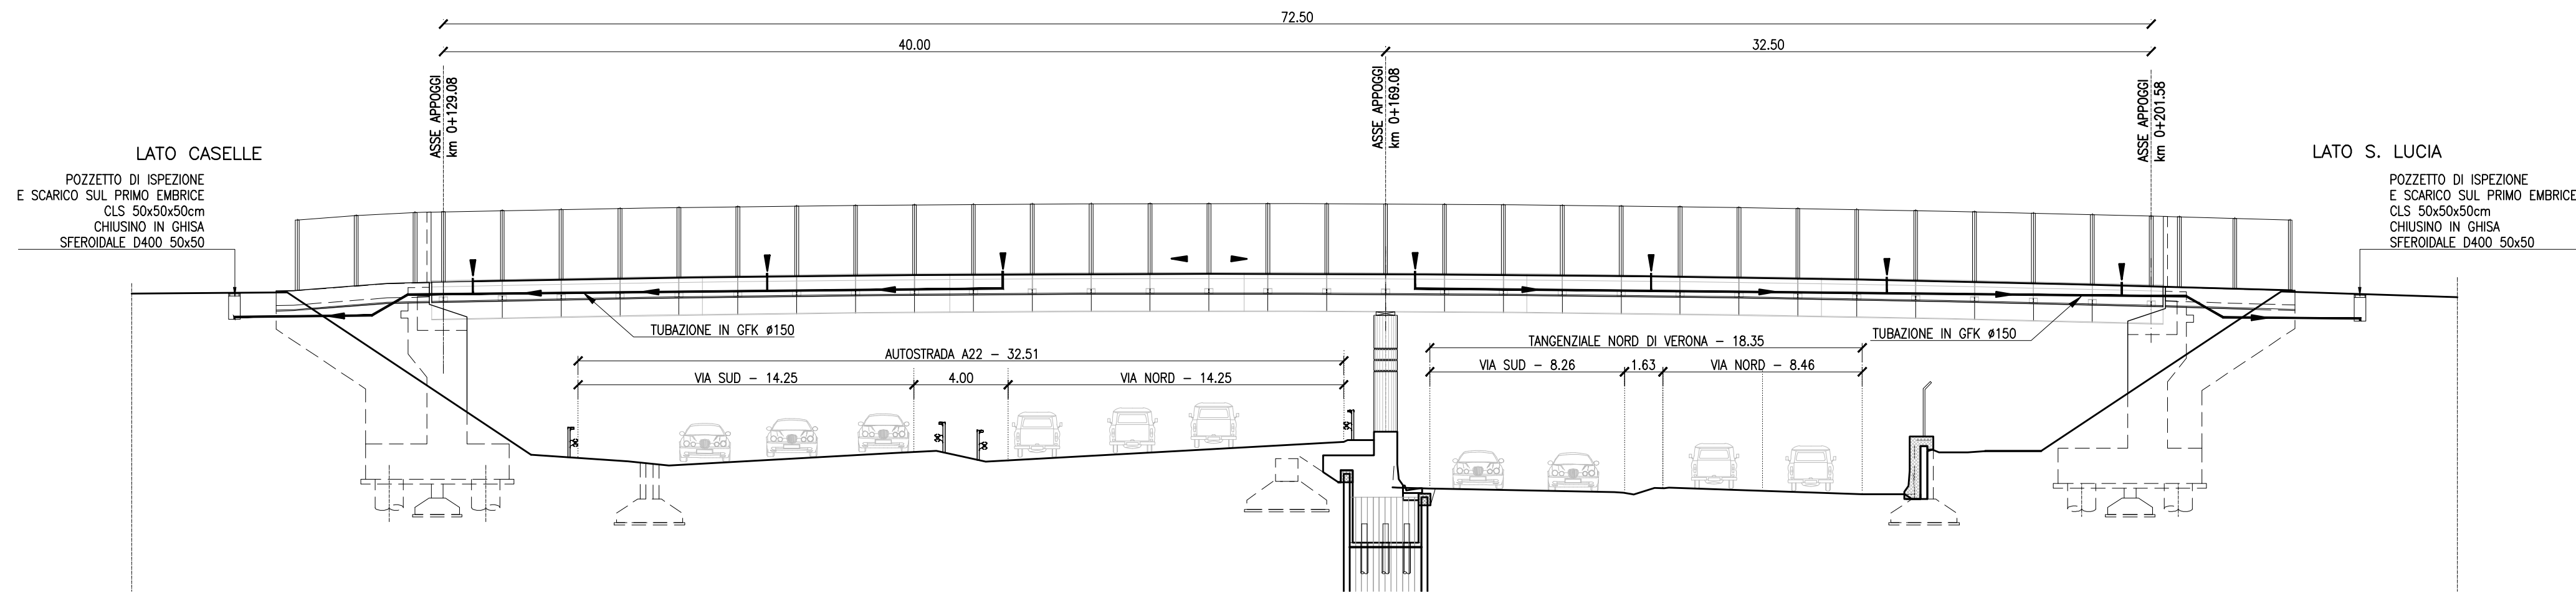 72.50
40.00
32.50
ASSE APPOGGI
km 0+129.08
ASSE APPOGGI
km 0+169.08
ASSE APPOGGI
km 0+201.58
LATO CASELLE
POZZETTO DI ISPEZIONE
E SCARICO SUL PRIMO EMBRICE
CLS 50x50x50cm
CHIUSINO IN GHISA
SFEROIDALE D400 50x50
LATO S. LUCIA
POZZETTO DI ISPEZIONE
E SCARICO SUL PRIMO EMBRICE
CLS 50x50x50cm
CHIUSINO IN GHISA
SFEROIDALE D400 50x50
TUBAZIONE IN GFK ø150
TUBAZIONE IN GFK ø150
AUTOSTRADA A22 - 32.51
VIA SUD - 14.25
4.00
VIA NORD - 14.25
TANGENZIALE NORD DI VERONA - 18.35
VIA SUD - 8.26
1.63
VIA NORD - 8.46